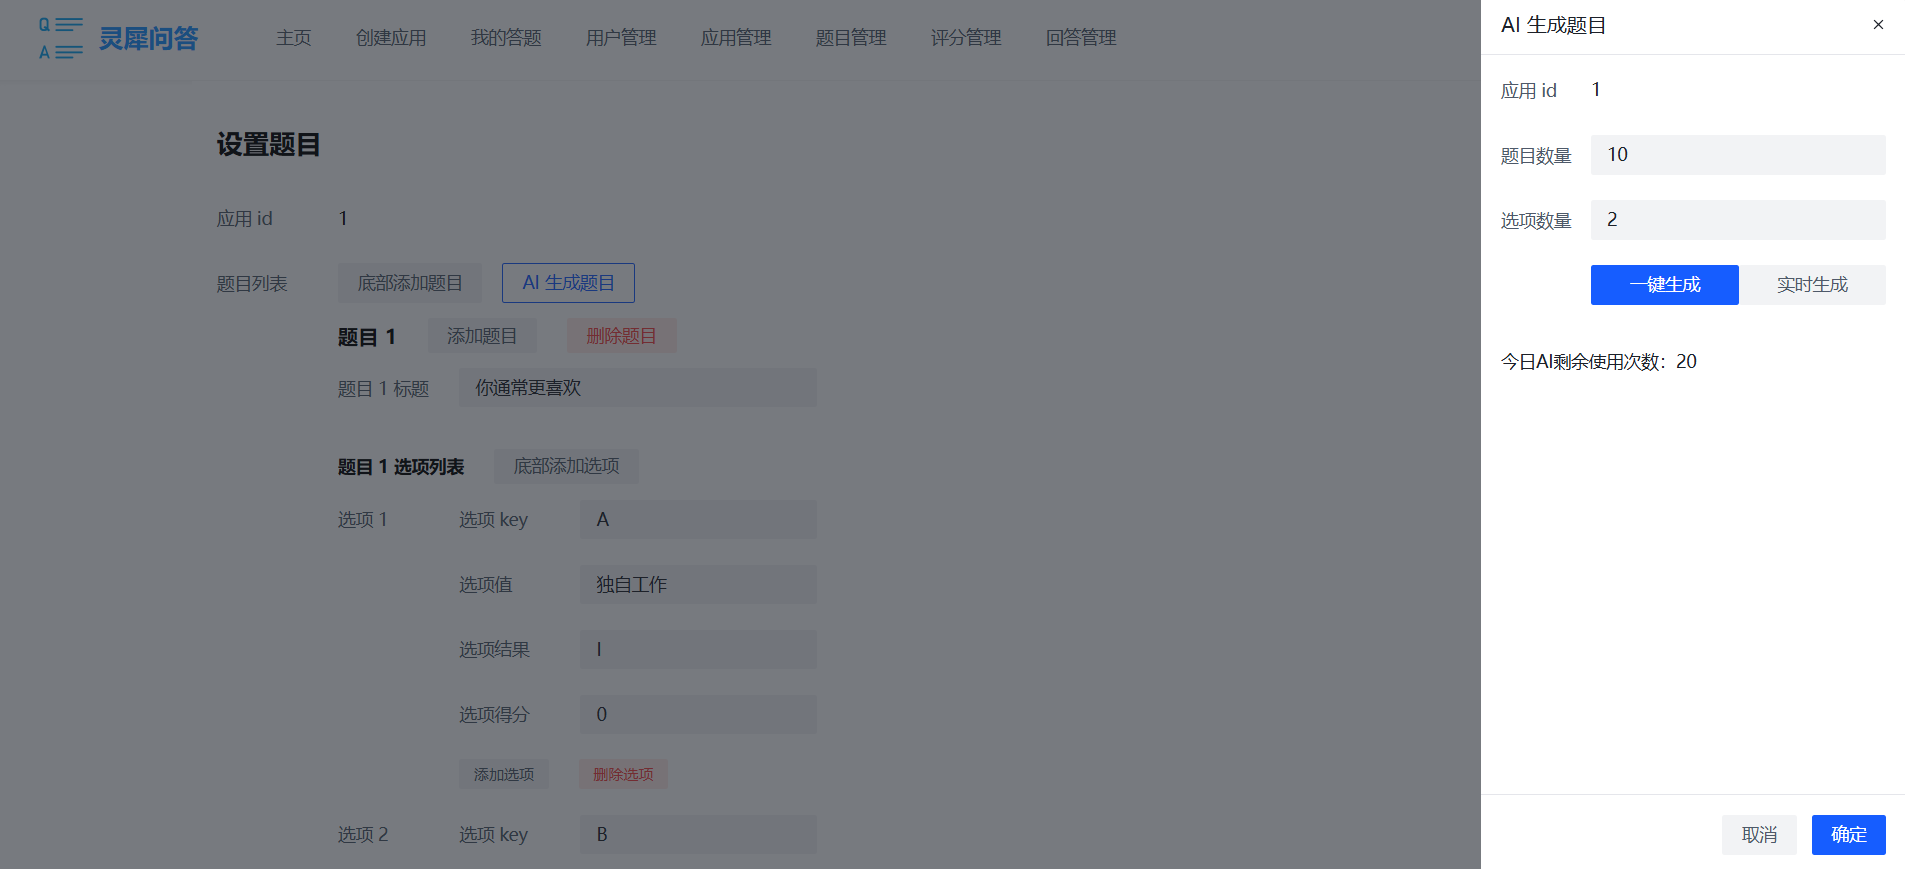 Q
A
灵犀问答
主页 创建应用 我的答题 用户管理 应用管理 题目管理 评分管理 回答管理
设置题目
应用 id 1
题目列表 底部添加题目 AI 生成题目
题目 1 添加题目 删除题目
题目 1 标题 你通常更喜欢
题目 1 选项列表 底部添加选项
选项 1 选项 key A
选项值 独自工作
选项结果 I
选项得分 0
添加选项 删除选项
选项 2 选项 key B
AI 生成题目 ×
应用 id 1
题目数量 10
选项数量 2
一键生成 实时生成
今日AI剩余使用次数：20
取消 确定